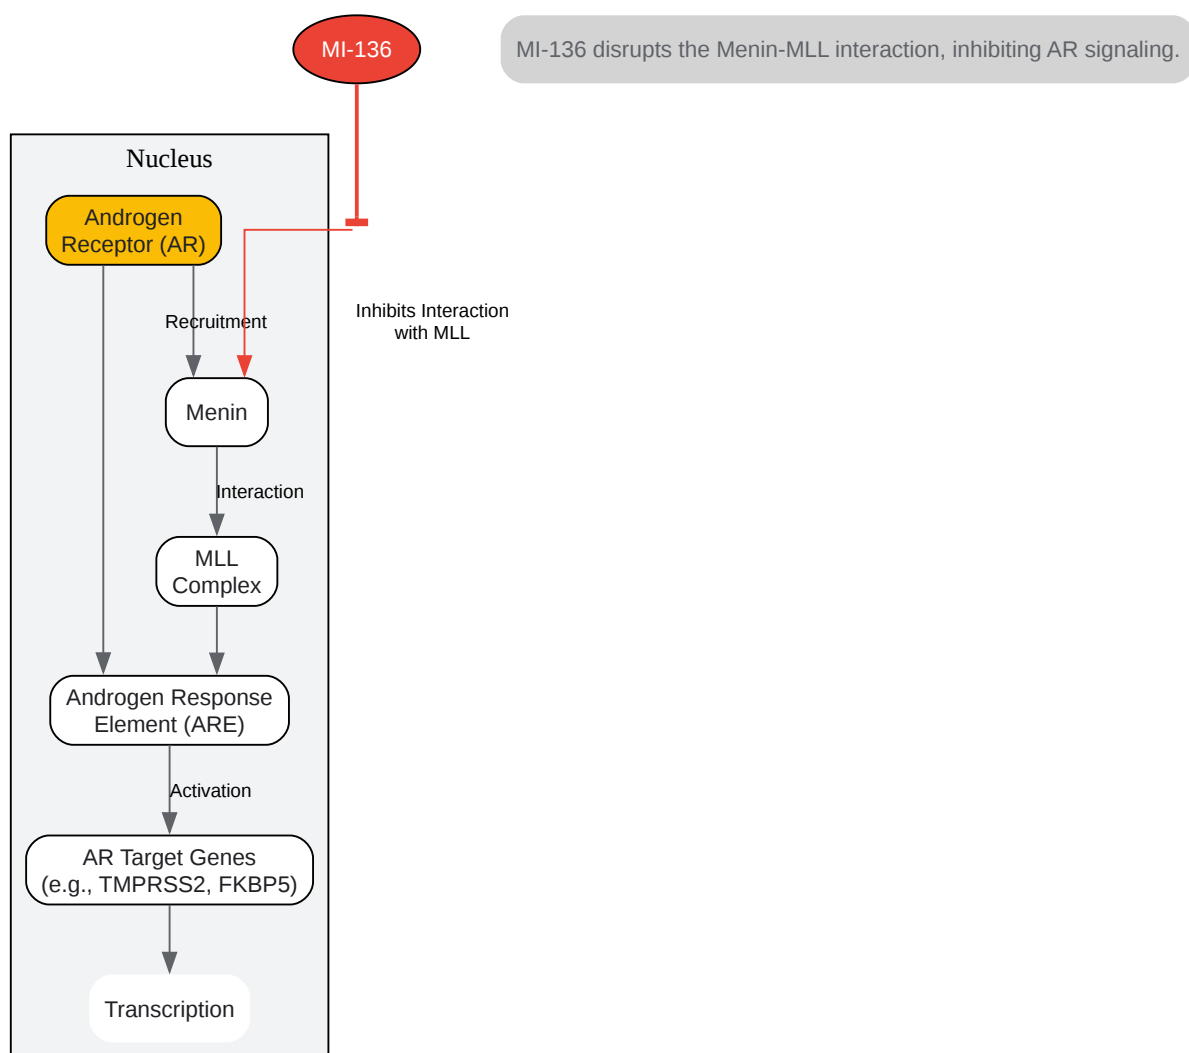 MI-136
MI-136 disrupts the Menin-MLL interaction, inhibiting AR signaling.
Nucleus
Androgen
Receptor (AR)
Recruitment
Inhibits Interaction
with MLL
Menin
Interaction
MLL
Complex
Androgen Response
Element (ARE)
Activation
AR Target Genes
(e.g., TMPRSS2, FKBP5)
Transcription